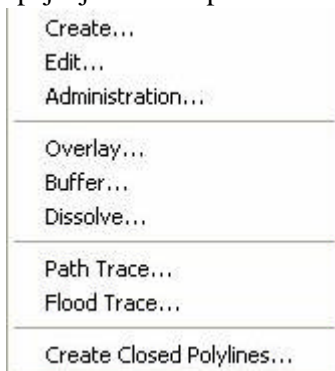 Create...
Edit...
Administration...
Overlay...
Buffer...
Dissolve...
Path Trace...
Flood Trace...
Create Closed Polylines...